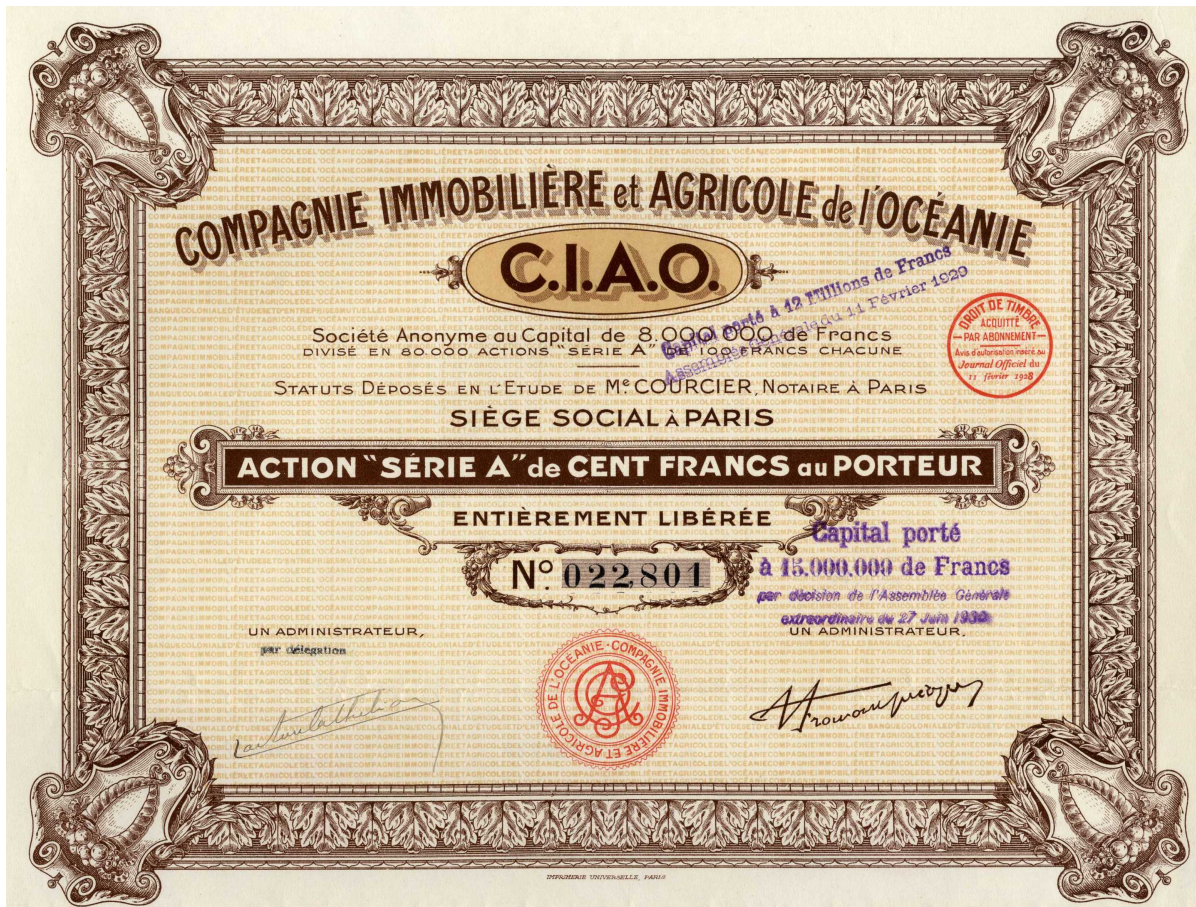 COMPAGNIE IMMOBILIÈRE et AGRICOLE de l'OCÉANIE
C.I.A.O.
Capital porté à 12 Millions de Francs
Assemblée Générale du 11 Février 1929
Société Anonyme au Capital de 8.000.000 de Francs
DIVISÉ EN 80.000 ACTIONS "SÉRIE A" DE 100 FRANCS CHACUNE
DROIT DE TIMBRE
ACQUITTÉ
PAR ABONNEMENT
Avis d'autorisation inséré au
Journal Officiel du
11 février 1928
STATUTS DÉPOSÉS EN L'ETUDE DE Me COURCIER, NOTAIRE À PARIS
SIÈGE SOCIAL À PARIS
ACTION "SÉRIE A" de CENT FRANCS au PORTEUR
ENTIÈREMENT LIBÉRÉE
No. 022.801
Capital porté
à 15.000.000 de Francs
par décision de l'Assemblée Générale
extraordinaire du 27 Juin 1930
UN ADMINISTRATEUR,
par délégation
UN ADMINISTRATEUR,
COMPAGNIE IMMOBILIÈRE ET AGRICOLE DE L'OCÉANIE
IMPRIMERIE UNIVERSELLE, PARIS